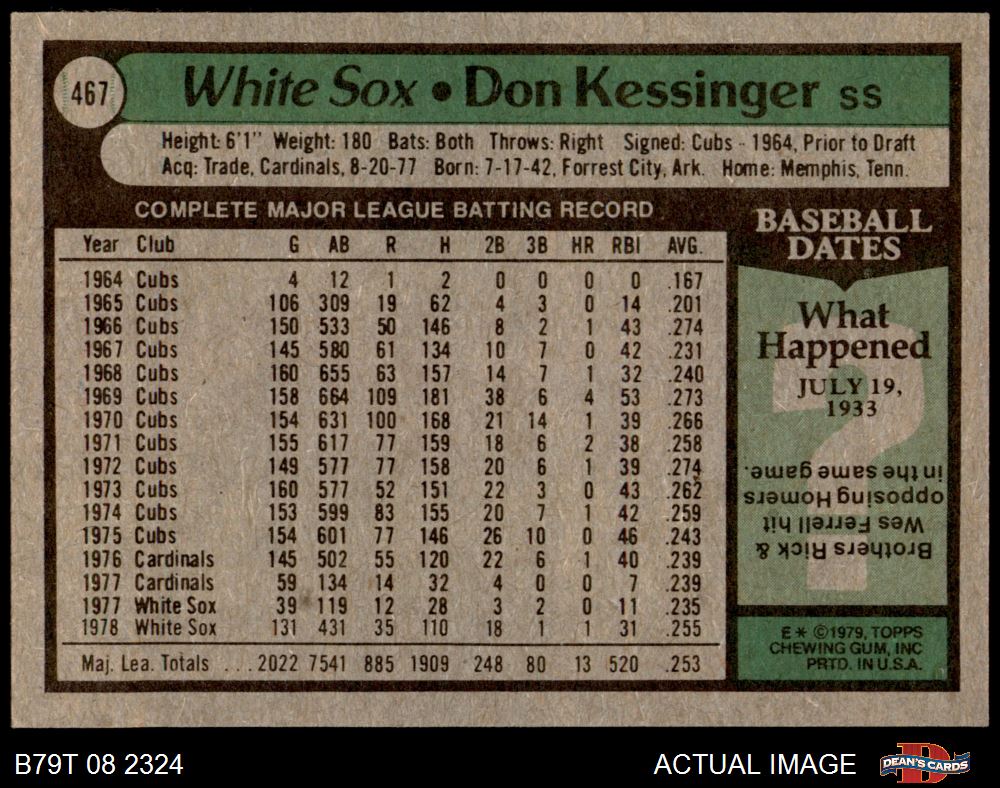 467
White Sox • Don Kessinger SS
Height: 6'1" Weight: 180 Bats: Both Throws: Right Signed: Cubs - 1964, Prior to Draft
Acq: Trade, Cardinals, 8-20-77 Born: 7-17-42, Forrest City, Ark. Home: Memphis, Tenn.
COMPLETE MAJOR LEAGUE BATTING RECORD
Year Club G AB R H 2B 3B HR RBI AVG.
1964 Cubs 4 12 1 2 0 0 0 0 .167
1965 Cubs 106 309 19 62 4 3 0 14 .201
1966 Cubs 150 533 50 146 8 2 1 43 .274
1967 Cubs 145 580 61 134 10 7 0 42 .231
1968 Cubs 160 655 63 157 14 7 1 32 .240
1969 Cubs 158 664 109 181 38 6 4 53 .273
1970 Cubs 154 631 100 168 21 14 1 39 .266
1971 Cubs 155 617 77 159 18 6 2 38 .258
1972 Cubs 149 577 77 158 20 6 1 39 .274
1973 Cubs 160 577 52 151 22 3 0 43 .262
1974 Cubs 153 599 83 155 20 7 1 42 .259
1975 Cubs 154 601 77 146 26 10 0 46 .243
1976 Cardinals 145 502 55 120 22 6 1 40 .239
1977 Cardinals 59 134 14 32 4 0 0 7 .239
1977 White Sox 39 119 12 28 3 2 0 11 .235
1978 White Sox 131 431 35 110 18 1 1 31 .255
Maj. Lea. Totals ... 2022 7541 885 1909 248 80 13 520 .253
BASEBALL
DATES
What
Happened
JULY 19,
1933
?
Brothers Rick &
Wes Ferrell hit
opposing Homers
in the same game.
E * ©1979, TOPPS
CHEWING GUM, INC
PRTD. IN U.S.A.
B79T 08 2324
ACTUAL IMAGE
D
DEAN'S CARDS